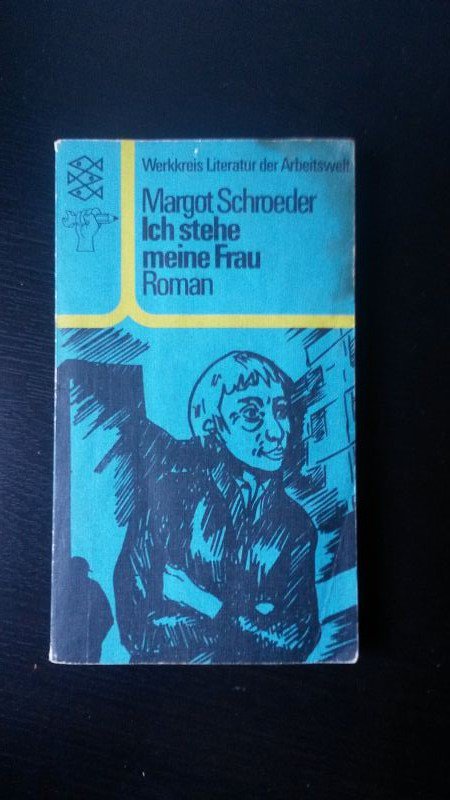 Werkkreis Literatur der Arbeitswelt
Margot Schroeder
Ich stehe
meine Frau
Roman